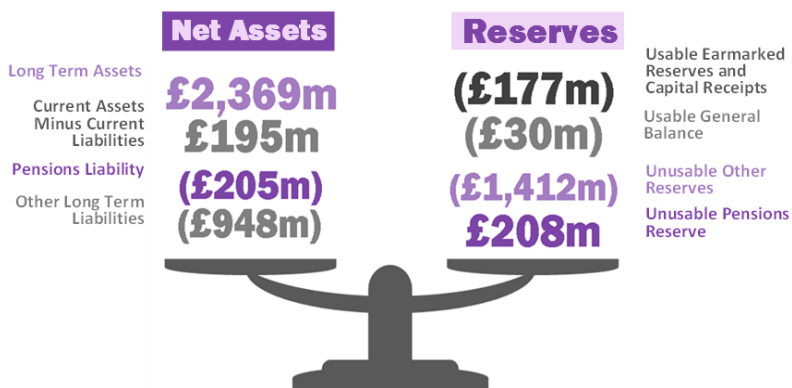 Net Assets
Long Term Assets
£2,369m
Current Assets
Minus Current
Liabilities
£195m
Pensions Liability
(£205m)
Other Long Term
Liabilities
(£948m)
Reserves
(£177m)
Usable Earmarked
Reserves and
Capital Receipts
(£30m)
Usable General
Balance
(£1,412m)
Unusable Other
Reserves
£208m
Unusable Pensions
Reserve